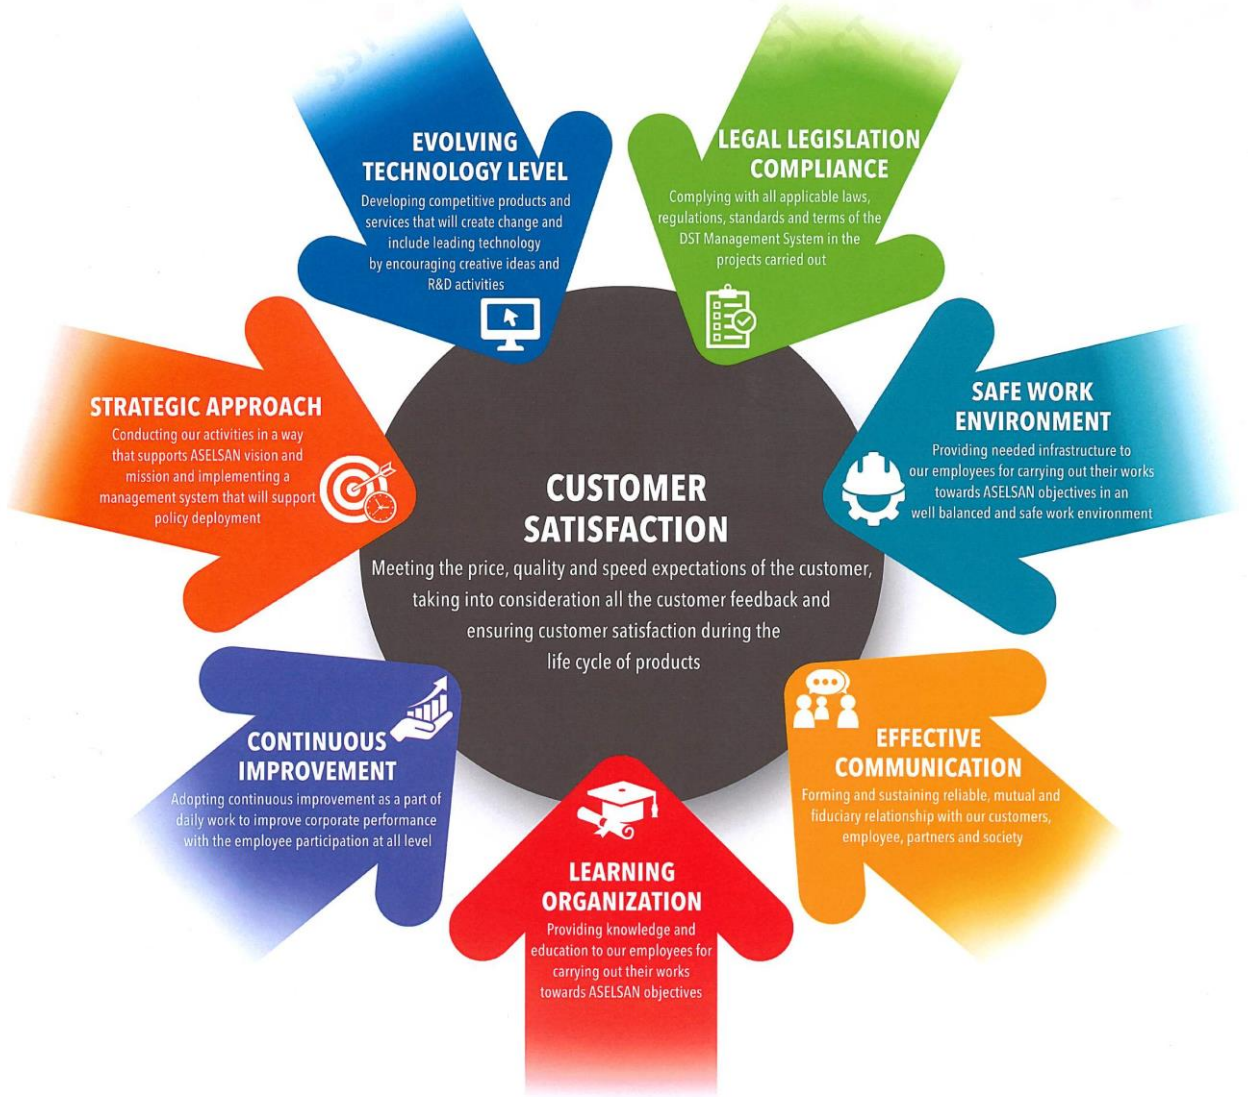 EVOLVING
TECHNOLOGY LEVEL
Developing competitive products and
services that will create change and
include leading technology
by encouraging creative ideas and
R&D activities
LEGAL LEGISLATION
COMPLIANCE
Complying with all applicable laws,
regulations, standards and terms of the
DST Management System in the
projects carried out
STRATEGIC APPROACH
Conducting our activities in a way
that supports ASELSAN vision and
mission and implementing a
management system that will support
policy deployment
SAFE WORK
ENVIRONMENT
Providing needed infrastructure to
our employees for carrying out their works
towards ASELSAN objectives in an
well balanced and safe work environment
CUSTOMER
SATISFACTION
Meeting the price, quality and speed expectations of the customer,
taking into consideration all the customer feedback and
ensuring customer satisfaction during the
life cycle of products
CONTINUOUS
IMPROVEMENT
Adopting continuous improvement as a part of
daily work to improve corporate performance
with the employee participation at all level
EFFECTIVE
COMMUNICATION
Forming and sustaining reliable, mutual and
fiduciary relationship with our customers,
employee, partners and society
LEARNING
ORGANIZATION
Providing knowledge and
education to our employees for
carrying out their works
towards ASELSAN objectives